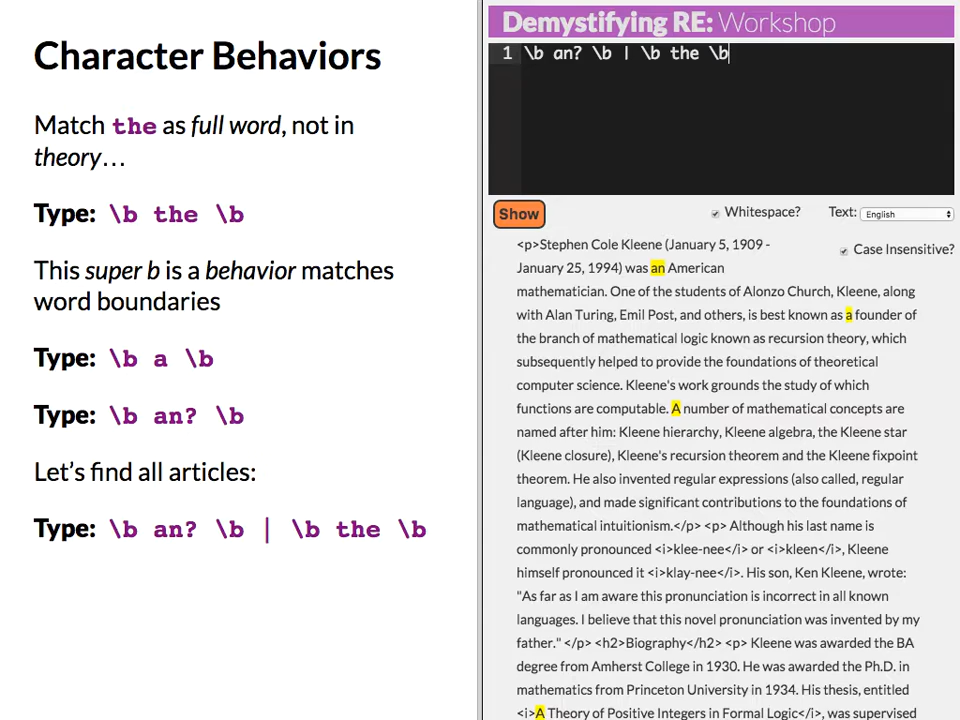 Character Behaviors
Match the as full word, not in
theory…
Type: \b the \b
This super b is a behavior matches
word boundaries
Type: \b a \b
Type: \b an? \b
Let's find all articles:
Type: \b an? \b | \b the \b
Demystifying RE: Workshop
1 \b an? \b | \b the \b
Show
Whitespace?
Text: English
Case Insensitive?
<p>Stephen Cole Kleene (January 5, 1909 -
January 25, 1994) was an American
mathematician. One of the students of Alonzo Church, Kleene, along
with Alan Turing, Emil Post, and others, is best known as a founder of
the branch of mathematical logic known as recursion theory, which
subsequently helped to provide the foundations of theoretical
computer science. Kleene's work grounds the study of which
functions are computable. A number of mathematical concepts are
named after him: Kleene hierarchy, Kleene algebra, the Kleene star
(Kleene closure), Kleene's recursion theorem and the Kleene fixpoint
theorem. He also invented regular expressions (also called, regular
language), and made significant contributions to the foundations of
mathematical intuitionism.</p> <p> Although his last name is
commonly pronounced <i>klee-nee</i> or <i>kleen</i>, Kleene
himself pronounced it <i>klay-nee</i>. His son, Ken Kleene, wrote:
"As far as I am aware this pronunciation is incorrect in all known
languages. I believe that this novel pronunciation was invented by my
father." </p> <h2>Biography</h2> <p> Kleene was awarded the BA
degree from Amherst College in 1930. He was awarded the Ph.D. in
mathematics from Princeton University in 1934. His thesis, entitled
<i>A Theory of Positive Integers in Formal Logic</i>, was supervised